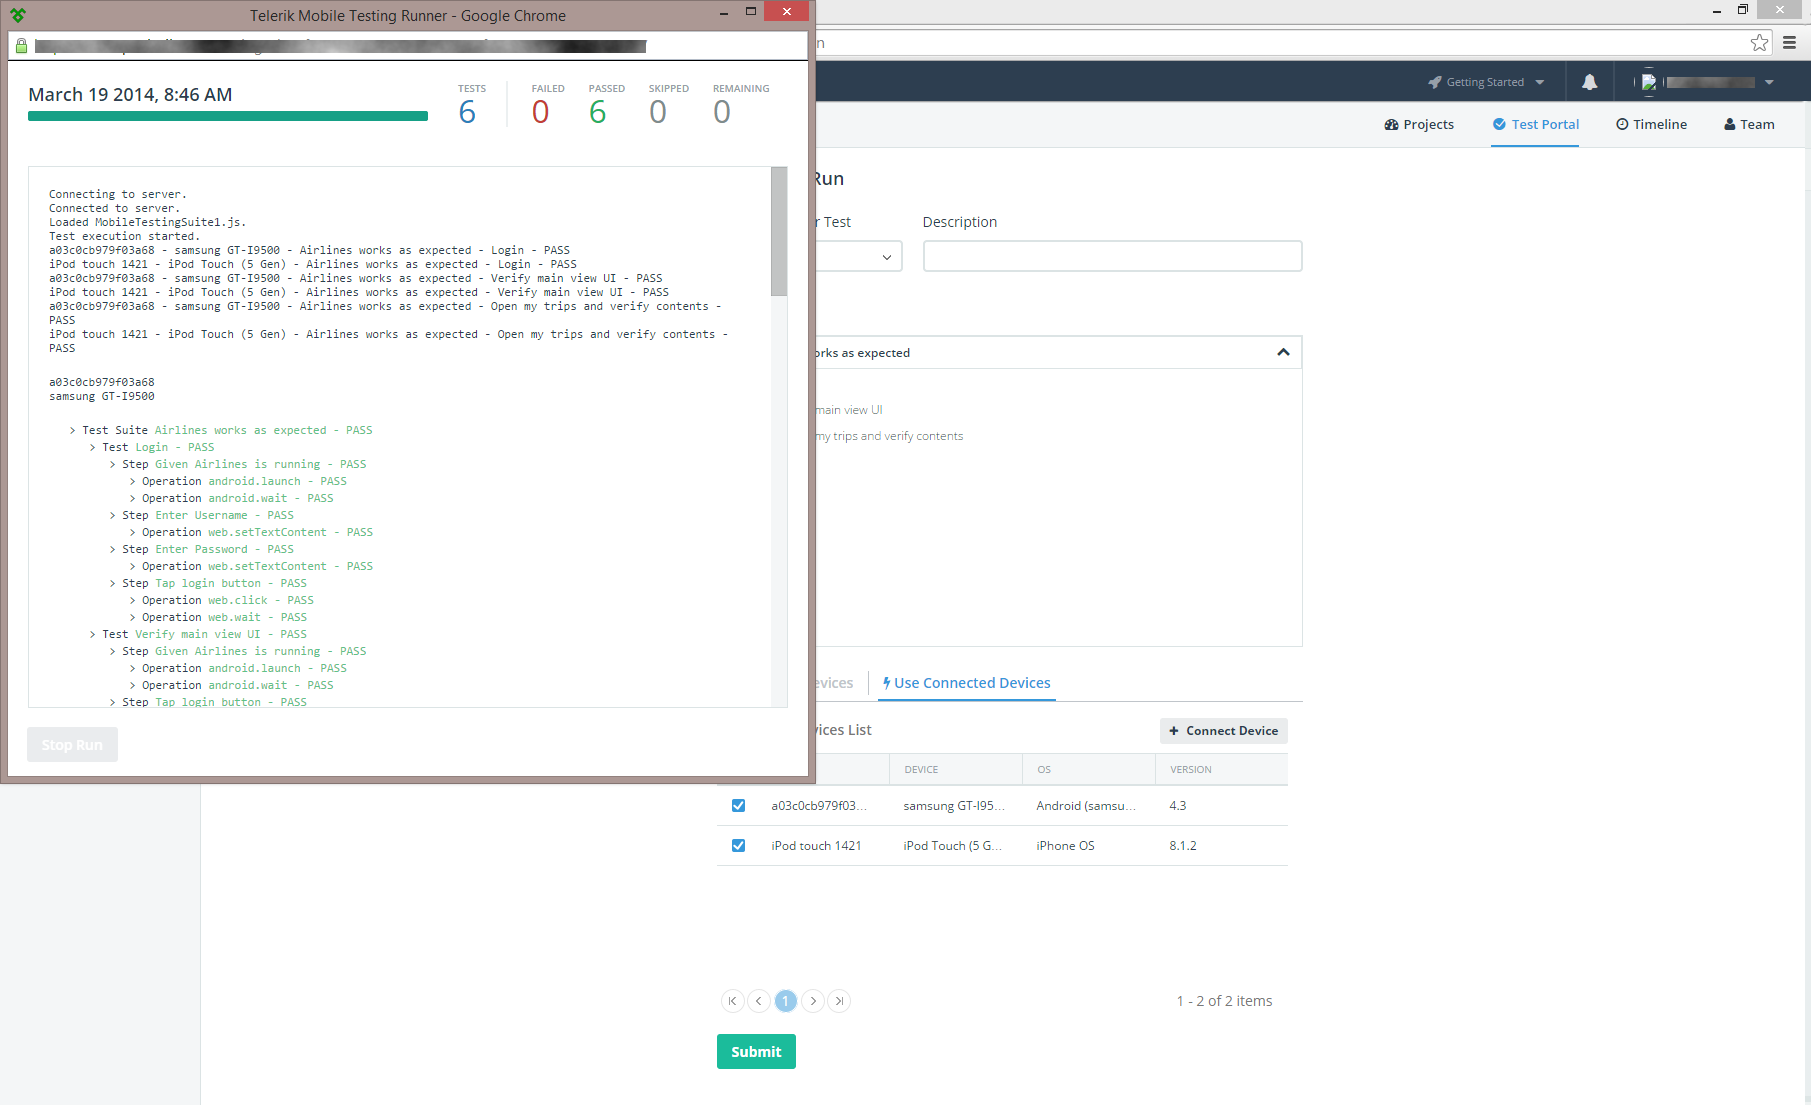 Telerik Mobile Testing Runner - Google Chrome
March 19 2014, 8:46 AM
TESTS
6
FAILED
0
PASSED
6
SKIPPED
0
REMAINING
0
Connecting to server.
Connected to server.
Loaded MobileTestingSuite1.js.
Test execution started.
a03c0cb979f03a68 - samsung GT-I9500 - Airlines works as expected - Login - PASS
iPod touch 1421 - iPod Touch (5 Gen) - Airlines works as expected - Login - PASS
a03c0cb979f03a68 - samsung GT-I9500 - Airlines works as expected - Verify main view UI - PASS
iPod touch 1421 - iPod Touch (5 Gen) - Airlines works as expected - Verify main view UI - PASS
a03c0cb979f03a68 - samsung GT-I9500 - Airlines works as expected - Open my trips and verify contents -
PASS
iPod touch 1421 - iPod Touch (5 Gen) - Airlines works as expected - Open my trips and verify contents -
PASS
a03c0cb979f03a68
samsung GT-I9500
> Test Suite Airlines works as expected - PASS
> Test Login - PASS
> Step Given Airlines is running - PASS
> Operation android.launch - PASS
> Operation android.wait - PASS
> Step Enter Username - PASS
> Operation web.setTextContent - PASS
> Step Enter Password - PASS
> Operation web.setTextContent - PASS
> Step Tap login button - PASS
> Operation web.click - PASS
> Operation web.wait - PASS
> Test Verify main view UI - PASS
> Step Given Airlines is running - PASS
> Operation android.launch - PASS
> Operation android.wait - PASS
> Step Tap login button - PASS
Stop Run
Getting Started
Projects
Test Portal
Timeline
Team
Run
r Test
Description
orks as expected
main view UI
my trips and verify contents
evices
Use Connected Devices
vices List
+ Connect Device
DEVICE OS VERSION
a03c0cb979f03... samsung GT-I95... Android (samsu... 4.3
iPod touch 1421 iPod Touch (5 G... iPhone OS 8.1.2
1
1 - 2 of 2 items
Submit